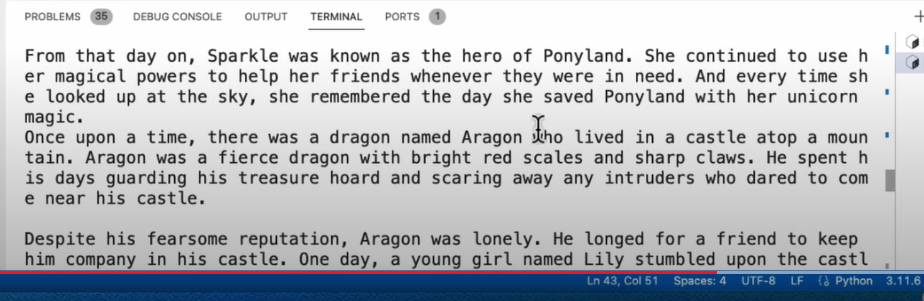 PROBLEMS 35 DEBUG CONSOLE OUTPUT TERMINAL PORTS 1
From that day on, Sparkle was known as the hero of Ponyland. She continued to use h
er magical powers to help her friends whenever they were in need. And every time sh
e looked up at the sky, she remembered the day she saved Ponyland with her unicorn
magic.
Once upon a time, there was a dragon named Aragon who lived in a castle atop a moun
tain. Aragon was a fierce dragon with bright red scales and sharp claws. He spent h
is days guarding his treasure hoard and scaring away any intruders who dared to com
e near his castle.
Despite his fearsome reputation, Aragon was lonely. He longed for a friend to keep
him company in his castle. One day, a young girl named Lily stumbled upon the castl
Ln 43, Col 51 Spaces: 4 UTF-8 LF Python 3.11.6